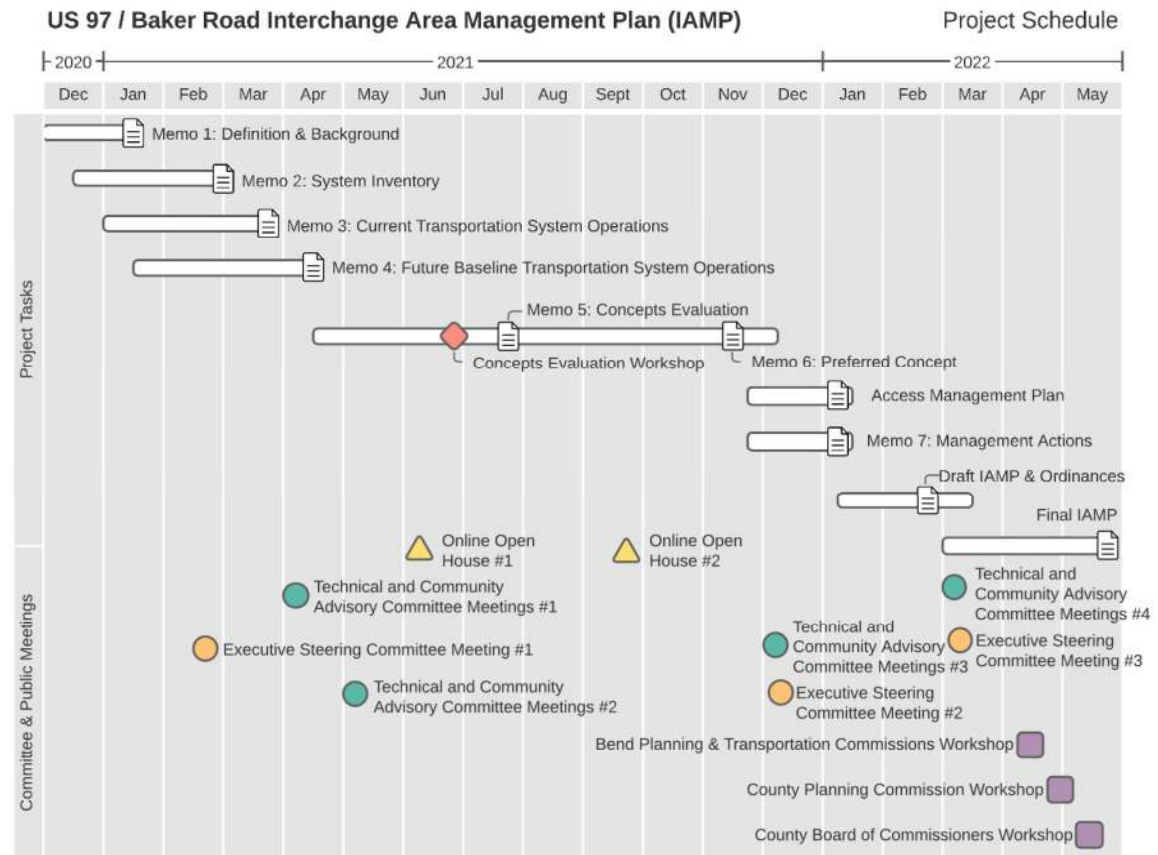 US 97 / Baker Road Interchange Area Management Plan (IAMP)
Project Schedule
2020
2021
2022
Dec Jan Feb Mar Apr May Jun Jul Aug Sept Oct Nov Dec Jan Feb Mar Apr May
Project Tasks
Memo 1: Definition & Background
Memo 2: System Inventory
Memo 3: Current Transportation System Operations
Memo 4: Future Baseline Transportation System Operations
Memo 5: Concepts Evaluation
Concepts Evaluation Workshop
Memo 6: Preferred Concept
Access Management Plan
Memo 7: Management Actions
Draft IAMP & Ordinances
Final IAMP
Committee & Public Meetings
Online Open
House #1
Online Open
House #2
Technical and Community
Advisory Committee Meetings #1
Technical and
Community Advisory
Committee Meetings #4
Executive Steering Committee Meeting #1
Technical and
Community Advisory
Committee Meetings #3
Executive Steering
Committee Meeting #3
Technical and Community
Advisory Committee Meetings #2
Executive Steering
Committee Meeting #2
Bend Planning & Transportation Commissions Workshop
County Planning Commission Workshop
County Board of Commissioners Workshop